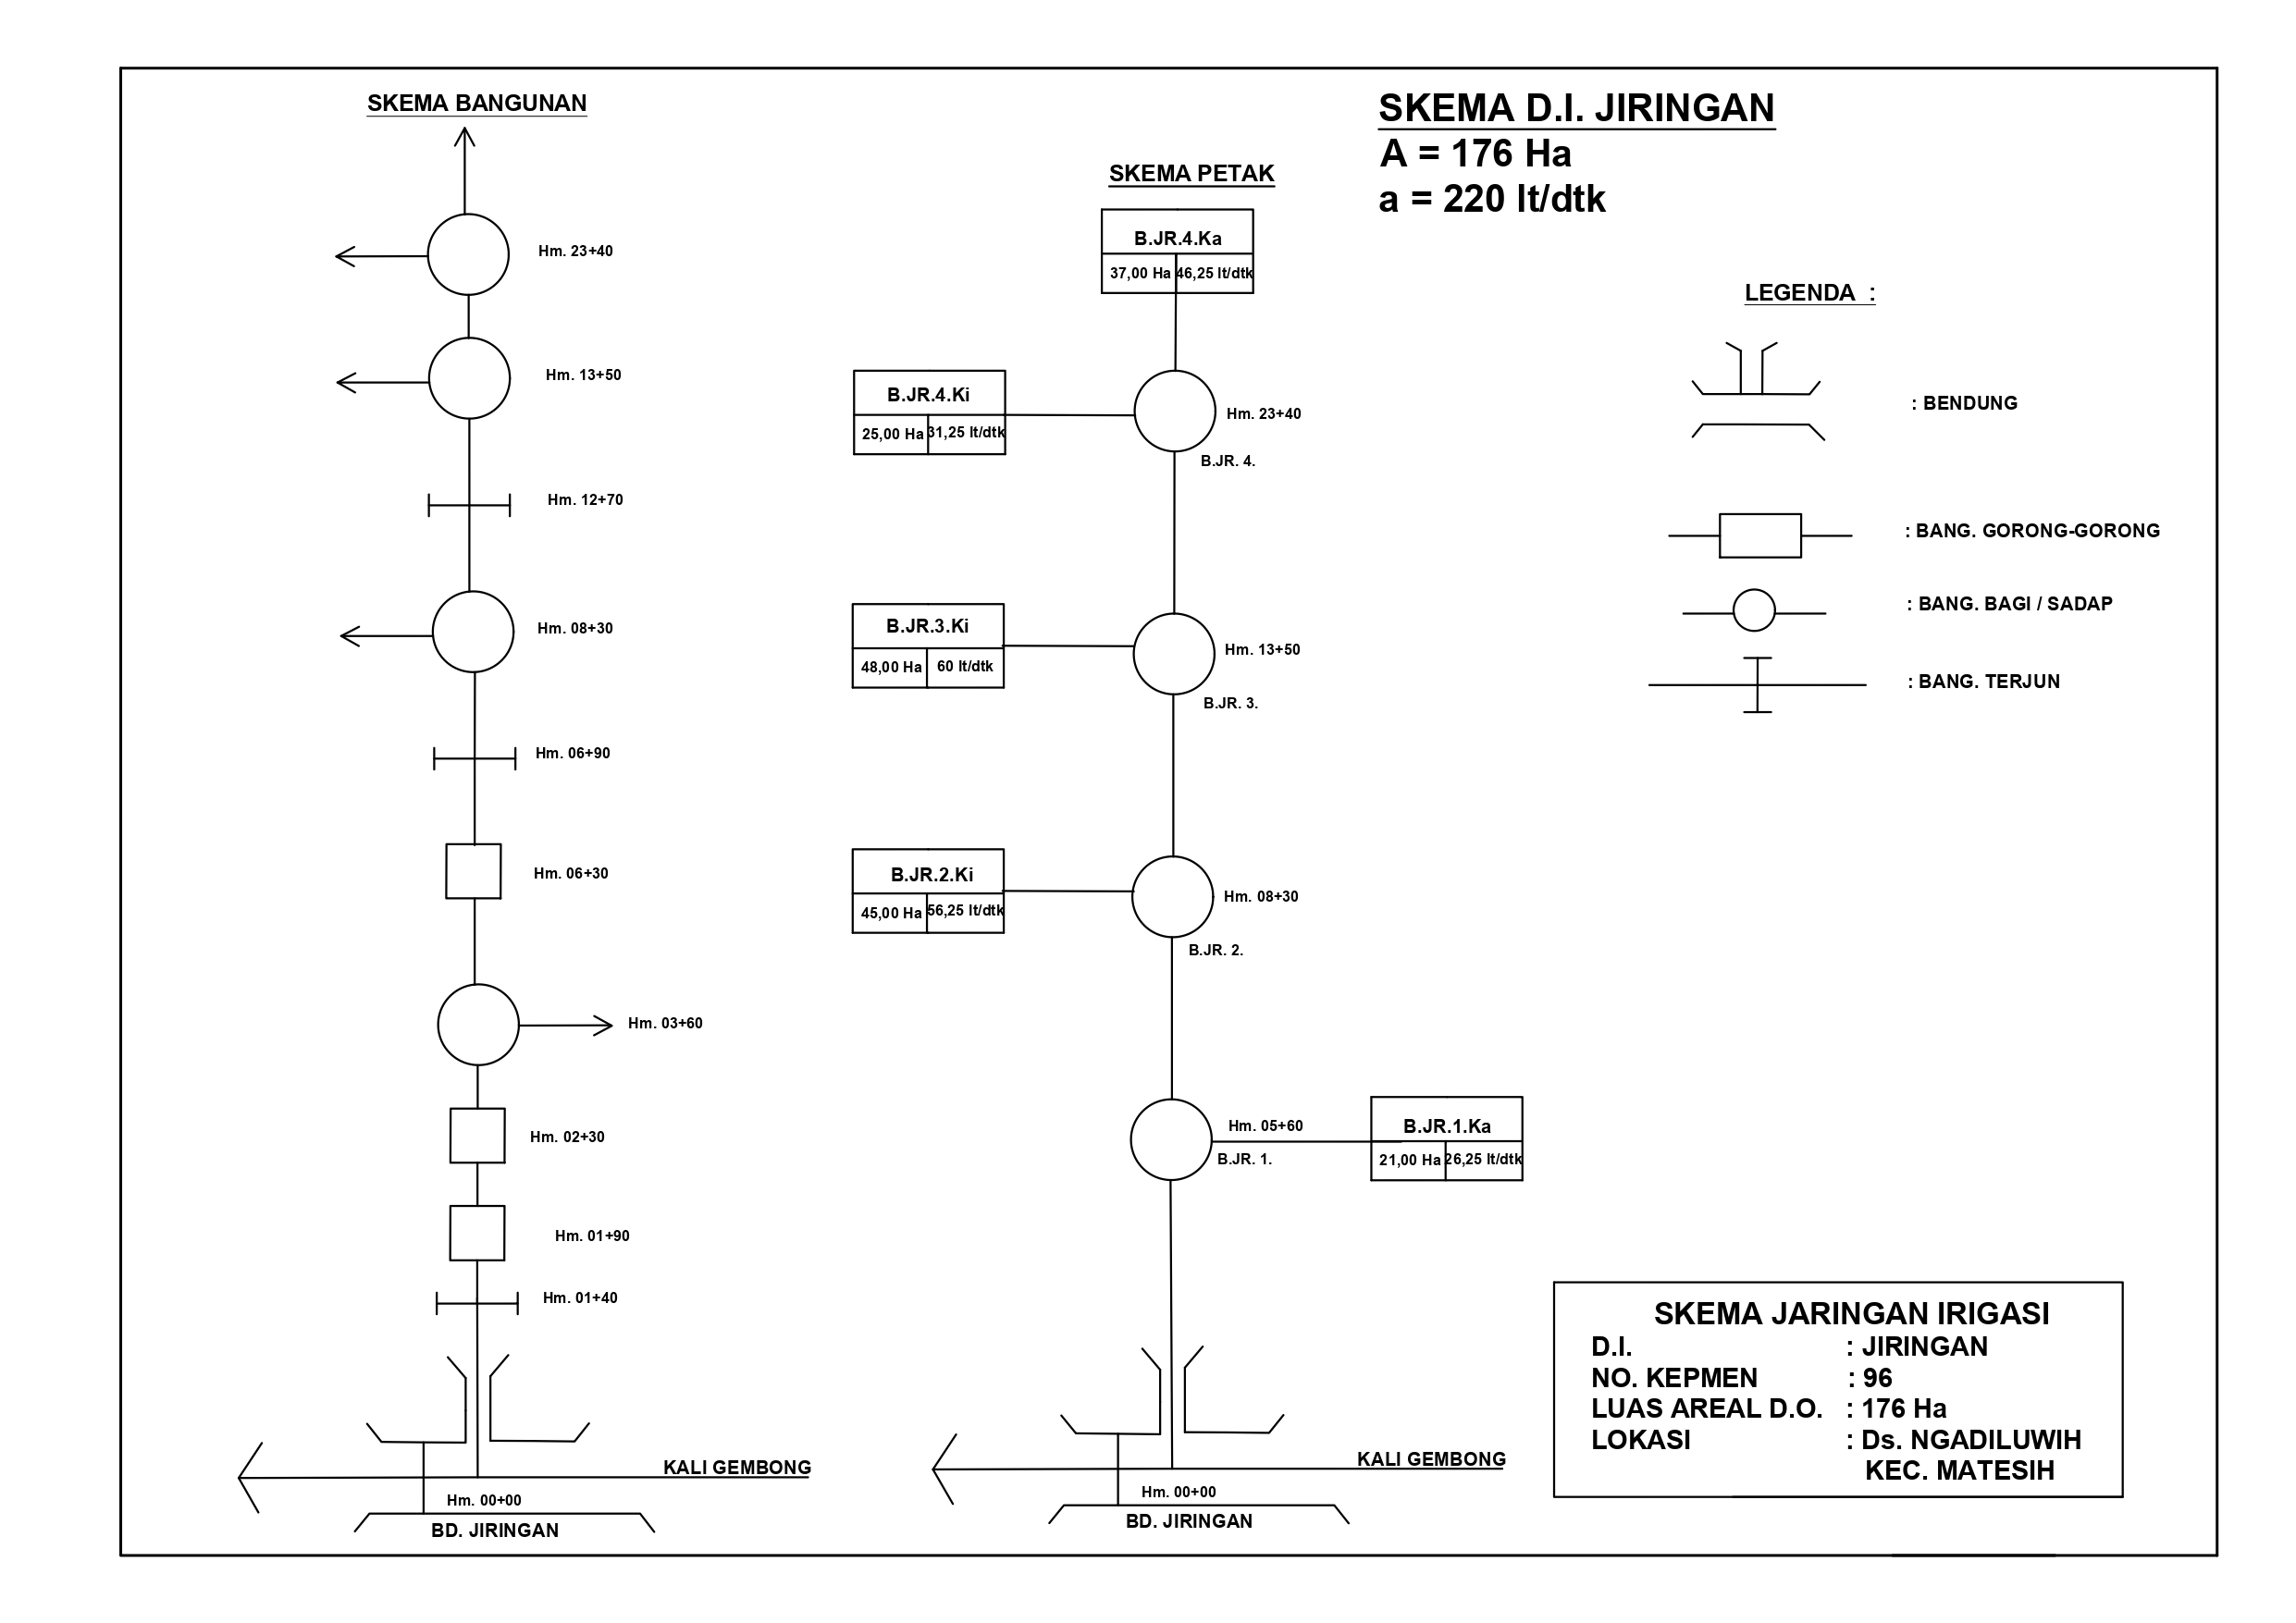 SKEMA BANGUNAN
Hm. 23+40
Hm. 13+50
Hm. 12+70
Hm. 08+30
Hm. 06+90
Hm. 06+30
Hm. 03+60
Hm. 02+30
Hm. 01+90
Hm. 01+40
KALI GEMBONG
Hm. 00+00
BD. JIRINGAN
SKEMA PETAK
B.JR.4.Ka
37,00 Ha 46,25 lt/dtk
B.JR.4.Ki
25,00 Ha 31,25 lt/dtk
Hm. 23+40
B.JR. 4.
B.JR.3.Ki
48,00 Ha 60 lt/dtk
Hm. 13+50
B.JR. 3.
B.JR.2.Ki
45,00 Ha 56,25 lt/dtk
Hm. 08+30
B.JR. 2.
Hm. 05+60
B.JR. 1.
B.JR.1.Ka
21,00 Ha 26,25 lt/dtk
KALI GEMBONG
Hm. 00+00
BD. JIRINGAN
SKEMA D.I. JIRINGAN
A = 176 Ha
a = 220 lt/dtk
LEGENDA :
: BENDUNG
: BANG. GORONG-GORONG
: BANG. BAGI / SADAP
: BANG. TERJUN
SKEMA JARINGAN IRIGASI
D.I. : JIRINGAN
NO. KEPMEN : 96
LUAS AREAL D.O. : 176 Ha
LOKASI : Ds. NGADILUWIH
KEC. MATESIH